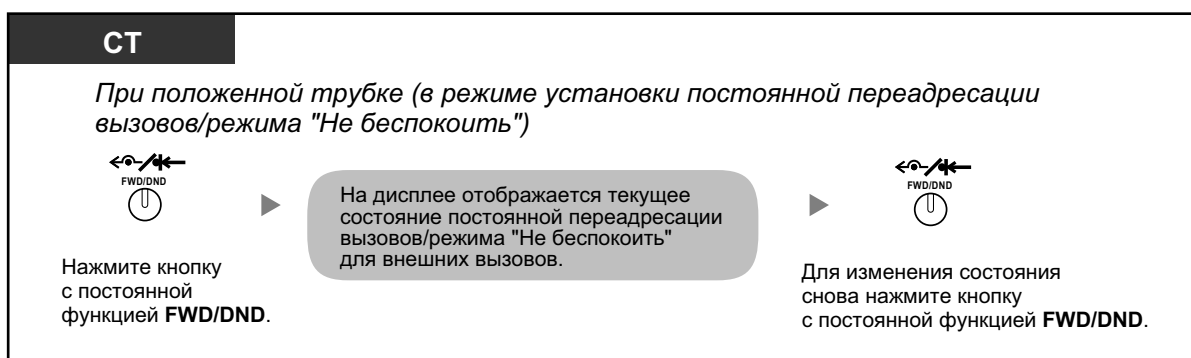 СТ
При положенной трубке (в режиме установки постоянной переадресации
вызовов/режима "Не беспокоить")
FWD/DND
Нажмите кнопку
с постоянной
функцией FWD/DND.
На дисплее отображается текущее
состояние постоянной переадресации
вызовов/режима "Не беспокоить"
для внешних вызовов.
FWD/DND
Для изменения состояния
снова нажмите кнопку
с постоянной функцией FWD/DND.